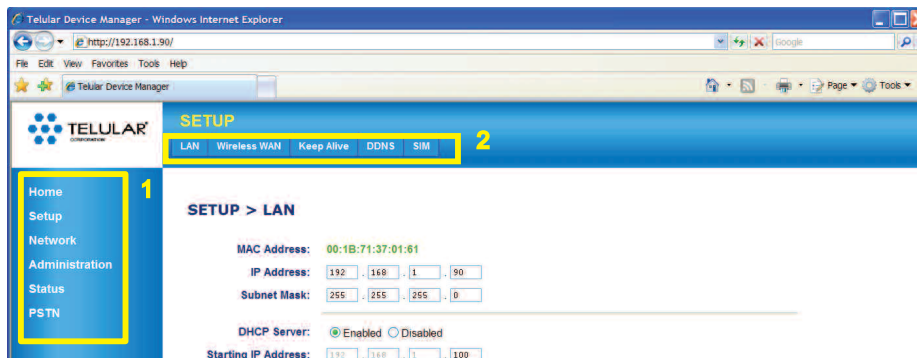 Telular Device Manager - Windows Internet Explorer
http://192.168.1.90/
Google
File Edit View Favorites Tools Help
Telular Device Manager
Page Tools
TELULAR
CORPORATION
SETUP
LAN Wireless WAN Keep Alive DDNS SIM
2
1
Home
Setup
Network
Administration
Status
PSTN
SETUP > LAN
MAC Address: 00:1B:71:37:01:61
IP Address: 192 . 168 . 1 . 90
Subnet Mask: 255 . 255 . 255 . 0
DHCP Server: Enabled Disabled
Starting IP Address: 192 . 168 . 1 . 100